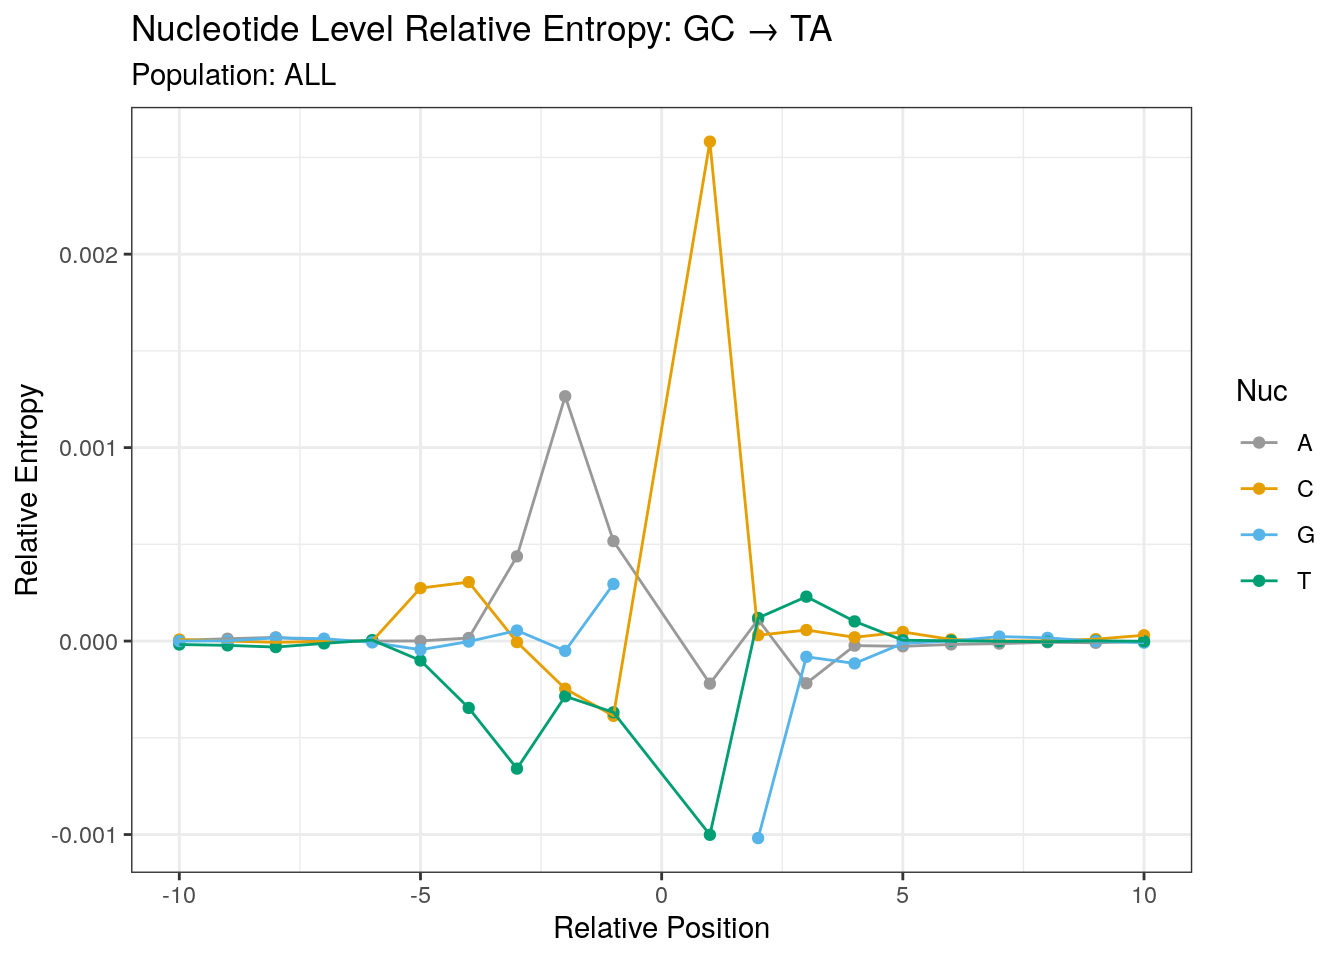 Nucleotide Level Relative Entropy: GC → TA
Population: ALL
Relative Entropy
0.002
0.001
0.000
-0.001
-10
-5
0
5
10
Relative Position
Nuc
A
C
G
T